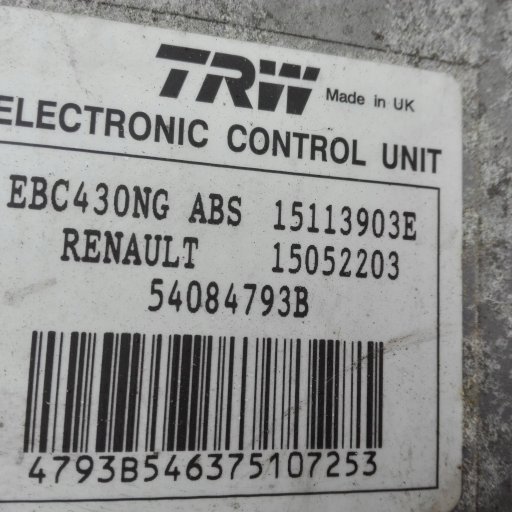 TRW Made in UK
ELECTRONIC CONTROL UNIT
EBC430NG ABS 15113903E
RENAULT 15052203
54084793B
4793B546375107253